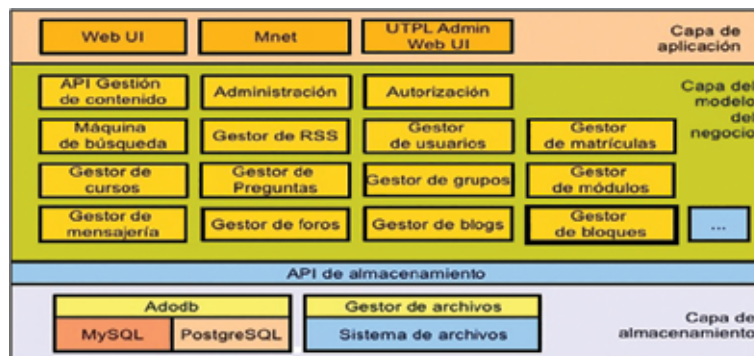 Web UI
Mnet
UTPL Admin
Web UI
Capa de
aplicación
API Gestión
de contenido
Administración
Autorización
Capa del
modelo
del
negocio
Máquina
de búsqueda
Gestor de RSS
Gestor
de usuarios
Gestor
de matrículas
Gestor de
cursos
Gestor de
Preguntas
Gestor de grupos
Gestor
de módulos
Gestor de
mensajería
Gestor de foros
Gestor de blogs
Gestor
de bloques
...
API de almacenamiento
Adodb
MySQL
PostgreSQL
Gestor de archivos
Sistema de archivos
Capa de
almacenamiento